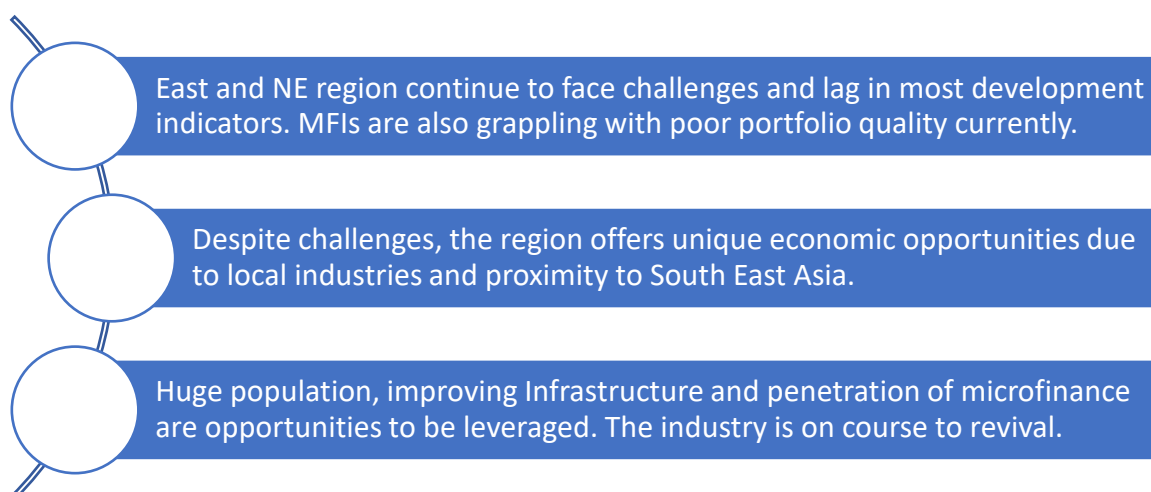 East and NE region continue to face challenges and lag in most development
indicators. MFIs are also grappling with poor portfolio quality currently.
Despite challenges, the region offers unique economic opportunities due
to local industries and proximity to South East Asia.
Huge population, improving Infrastructure and penetration of microfinance
are opportunities to be leveraged. The industry is on course to revival.